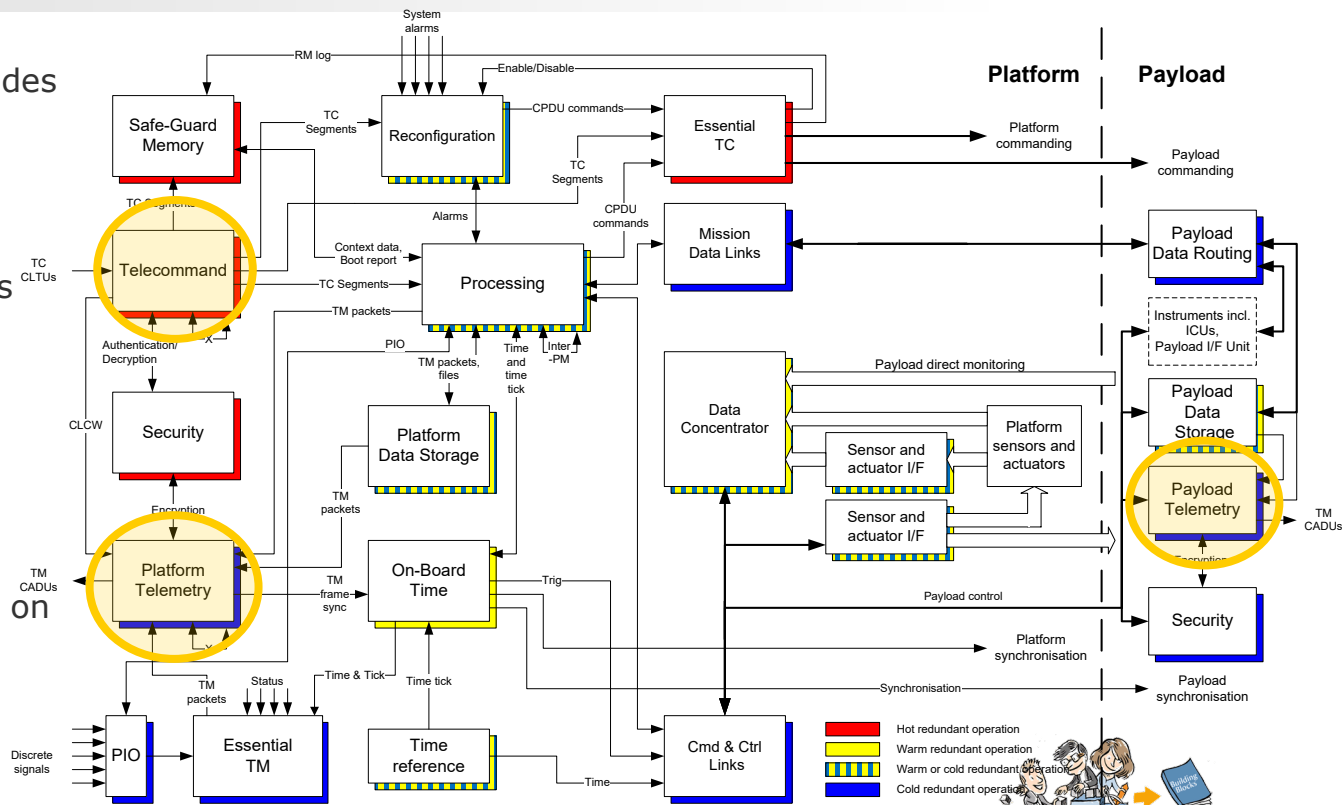 des
s
on
System
alarms
RM log
Enable/Disable
Platform
Payload
Safe-Guard
Memory
TC
Segments
Reconfiguration
CPDU commands
Essential
TC
Platform
commanding
Payload
commanding
TC
Segments
TC Segments
Alarms
CPDU
commands
Mission
Data Links
Payload
Data Routing
TC
CLTUs
Telecommand
Context data,
Boot report
Processing
TC Segments
TM packets
Instruments incl.
ICUs,
Payload I/F Unit
Authentication/
Decryption
X
PIO
TM packets,
files
Time
and
time
tick
Inter
-PM
Payload direct monitoring
CLCW
Security
Platform
Data Storage
Data
Concentrator
Sensor and
actuator I/F
Platform
sensors and
actuators
Payload
Data
Storage
TM
packets
Sensor and
actuator I/F
Payload
Telemetry
TM
CADUs
Encryption
Encryption
TM
CADUs
Platform
Telemetry
TM
frame
sync
On-Board
Time
Trig
Payload control
Security
X
Platform
synchronisation
TM
packets
Status
Time & Tick
Time tick
Synchronisation
Payload
synchronisation
Discrete
signals
PIO
Essential
TM
Time
reference
Time
Cmd & Ctrl
Links
Hot redundant operation
Warm redundant operation
Warm or cold redundant operation
Cold redundant operation
Building
Blocks